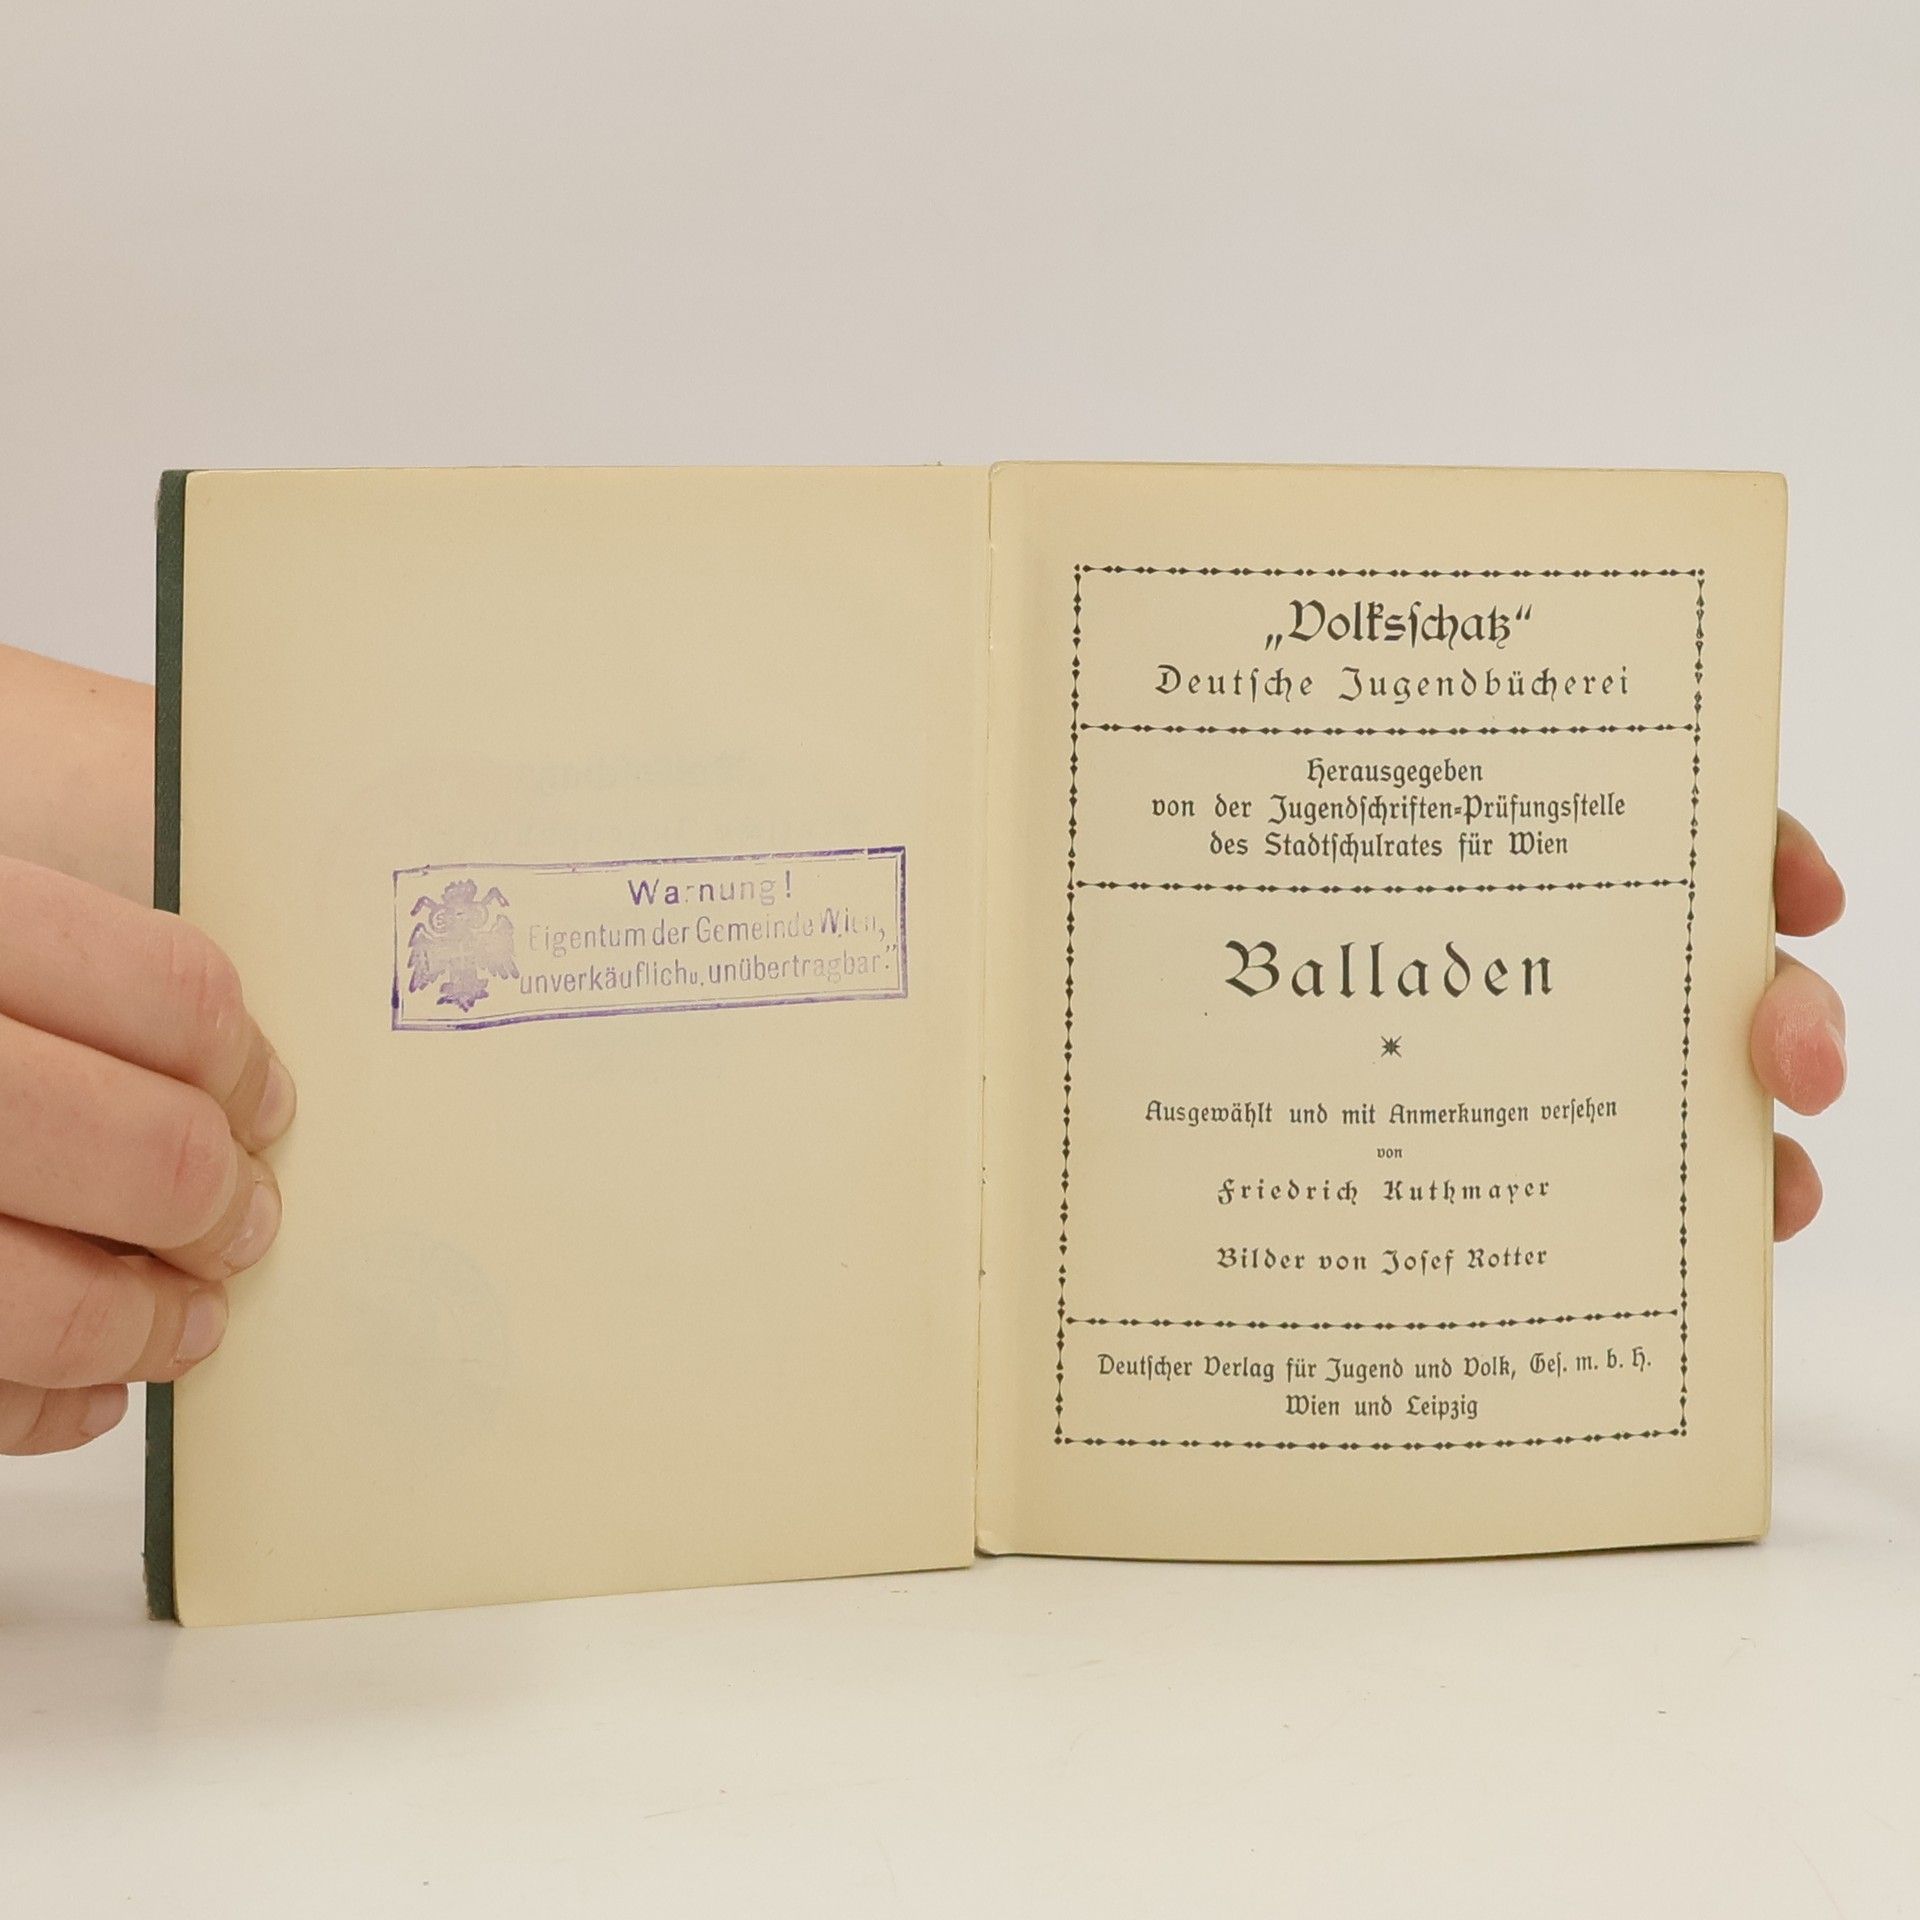 Warnung!
Eigentum der Gemeinde Wien,
unverkäuflich u. unübertragbar."
„Volksschatz“
Deutsche Jugendbücherei
Herausgegeben
von der Jugendschriften=Prüfungsstelle
des Stadtschulrates für Wien
Balladen
Ausgewählt und mit Anmerkungen versehen
von
Friedrich Kuthmayer
Bilder von Josef Rotter
Deutscher Verlag für Jugend und Volk, Ges. m. b. H.
Wien und Leipzig